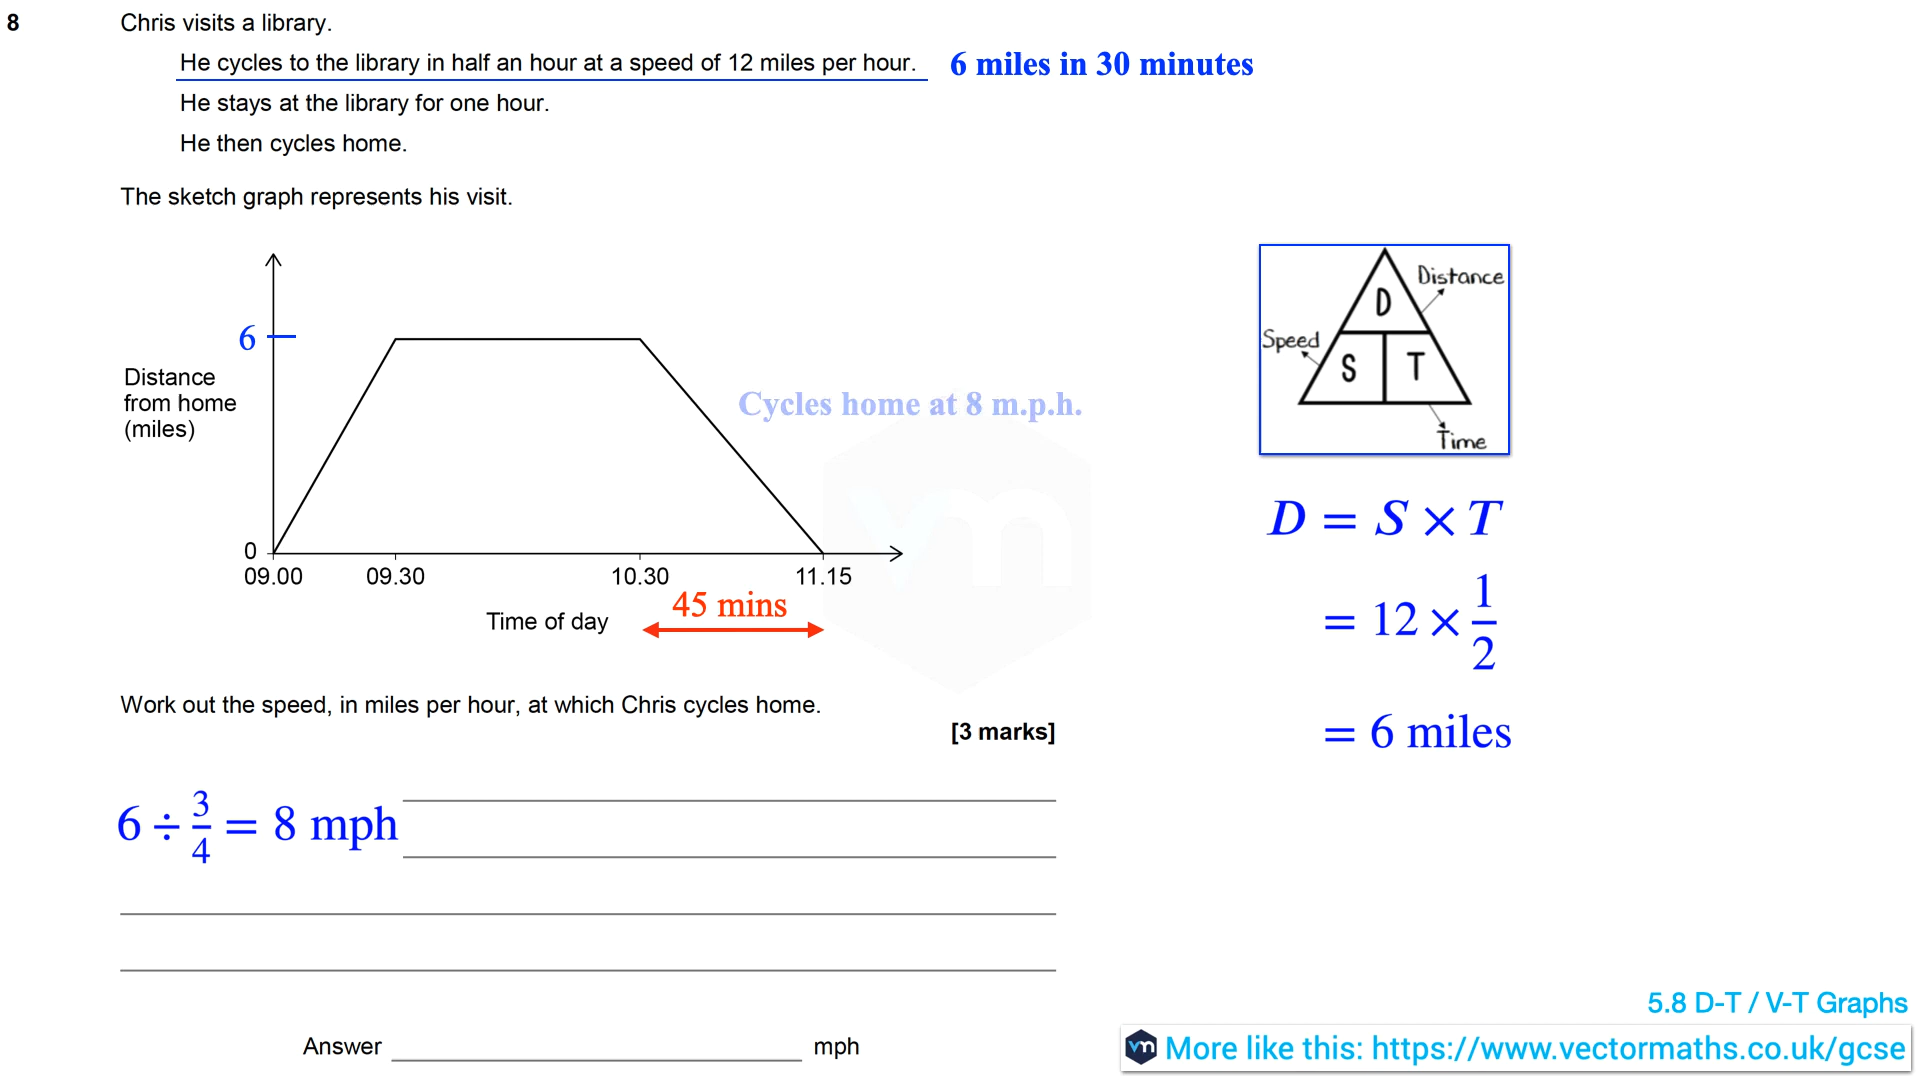 8 Chris visits a library.
He cycles to the library in half an hour at a speed of 12 miles per hour. 6 miles in 30 minutes
He stays at the library for one hour.
He then cycles home.
The sketch graph represents his visit.
6
Distance
from home
(miles)
0
09.00 09.30 10.30 11.15
Time of day
45 mins
Cycles home at 8 m.p.h.
Distance
D
Speed
S T
Time
D = S × T
= 12 × 1/2
= 6 miles
Work out the speed, in miles per hour, at which Chris cycles home.
[3 marks]
6 ÷ 3/4 = 8 mph
Answer mph
5.8 D-T / V-T Graphs
vm More like this: https://www.vectormaths.co.uk/gcse
vm